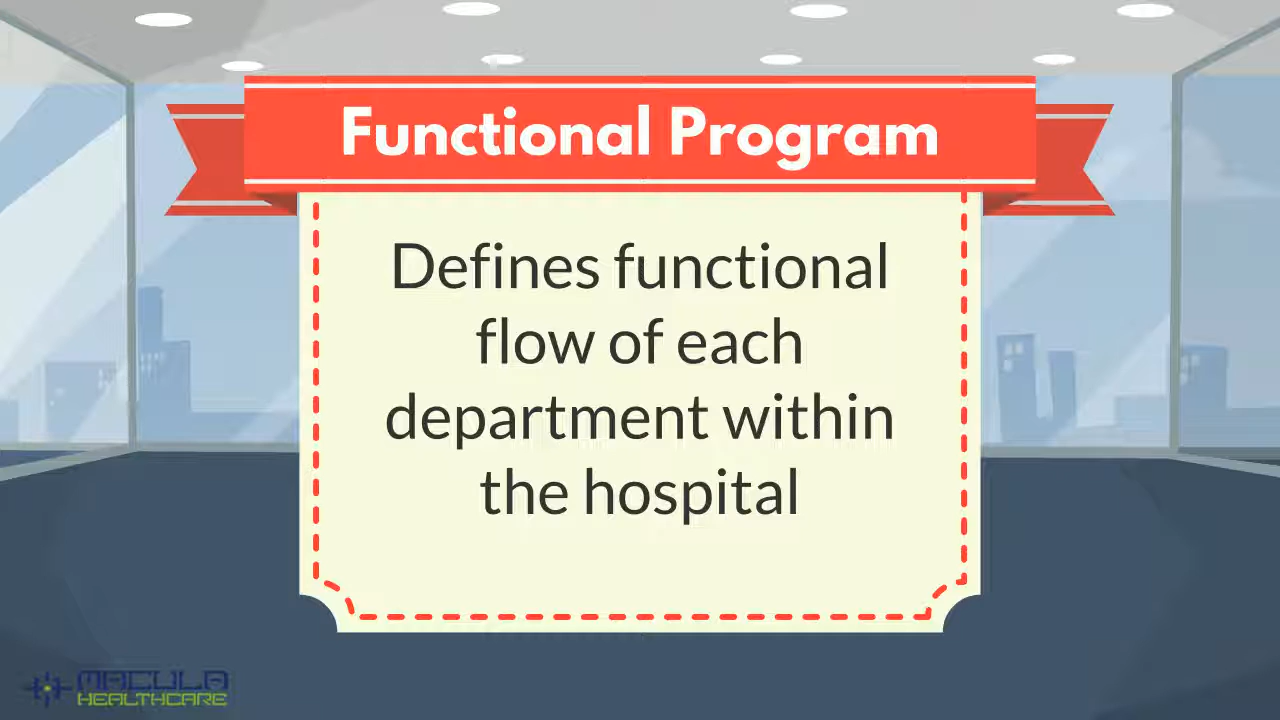 Functional Program
Defines functional
flow of each
department within
the hospital
MACULA
HEALTHCARE